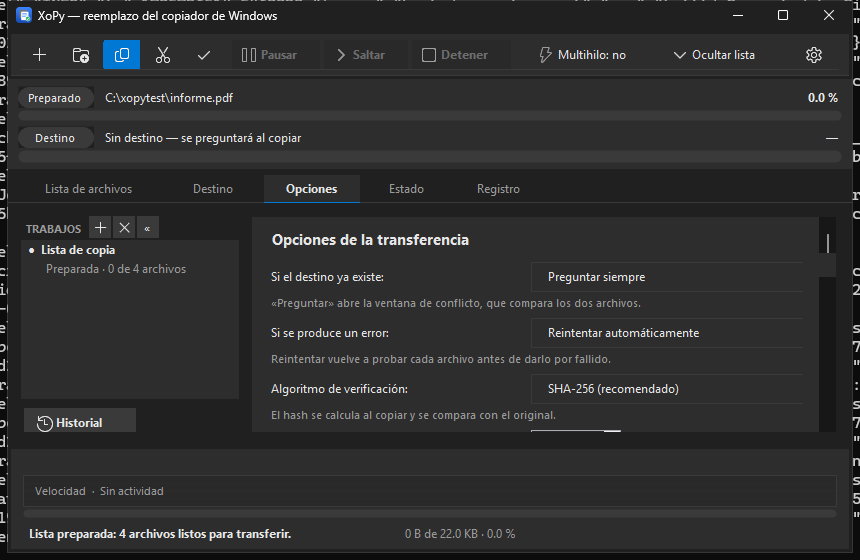 XoPy — reemplazo del copiador de Windows
Pausar
Saltar
Detener
Multihilo: no
Ocultar lista
Preparado C:\xopytest\informe.pdf 0.0 %
Destino Sin destino — se preguntará al copiar —
Lista de archivos Destino Opciones Estado Registro
TRABAJOS + × «
• Lista de copia
Preparada · 0 de 4 archivos
Historial
Opciones de la transferencia
Si el destino ya existe: Preguntar siempre
«Preguntar» abre la ventana de conflicto, que compara los dos archivos.
Si se produce un error: Reintentar automáticamente
Reintentar vuelve a probar cada archivo antes de darlo por fallido.
Algoritmo de verificación: SHA-256 (recomendado)
El hash se calcula al copiar y se compara con el original.
Velocidad · Sin actividad
Lista preparada: 4 archivos listos para transferir. 0 B de 22.0 KB · 0.0 %